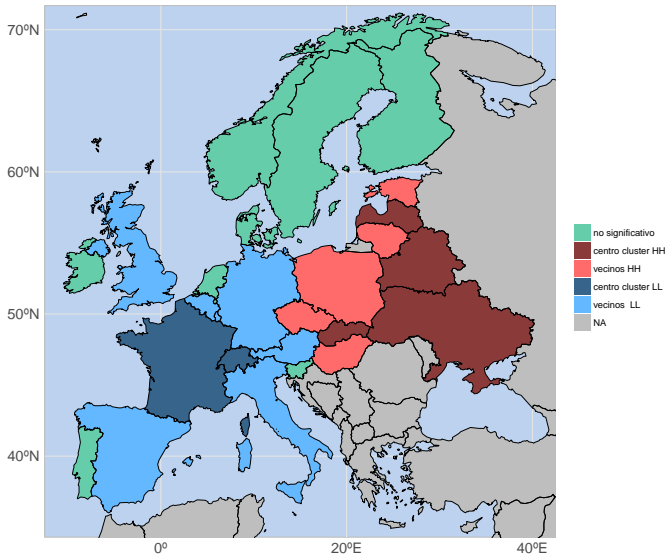 70ºN
60ºN
50ºN
40ºN
0º
20ºE
40ºE
no significativo
centro cluster HH
vecinos HH
centro cluster LL
vecinos  LL
NA